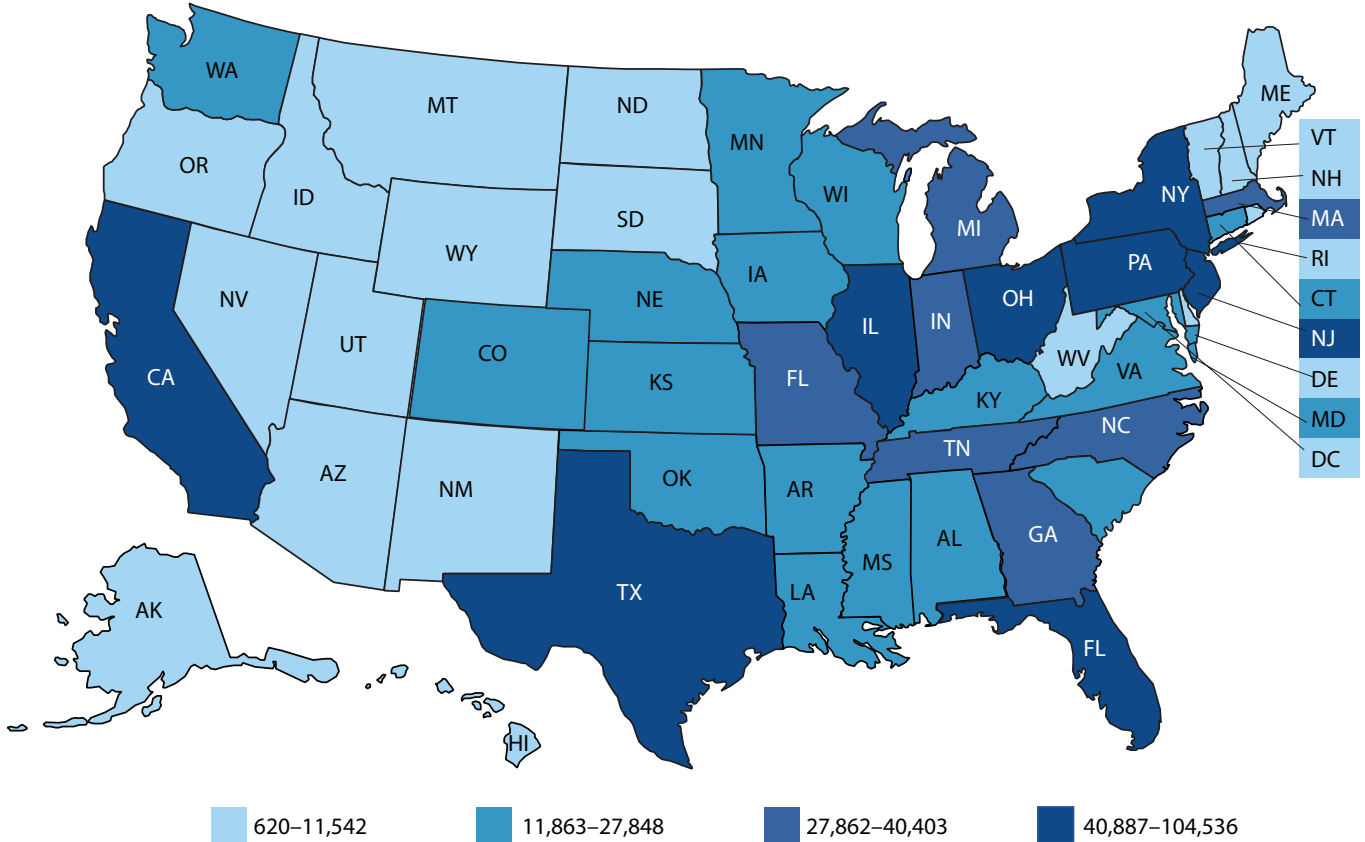 WA
MT
ND
MN
ME
VT
OR
ID
SD
WI
NH
NY
MA
WY
MI
RI
IA
PA
CT
NE
NV
UT
CO
IL
IN
OH
NJ
WV
VA
DE
CA
KS
FL
KY
MD
NC
TN
DC
AZ
NM
OK
AR
GA
AL
MS
AK
TX
LA
FL
HI
620–11,542
11,863–27,848
27,862–40,403
40,887–104,536